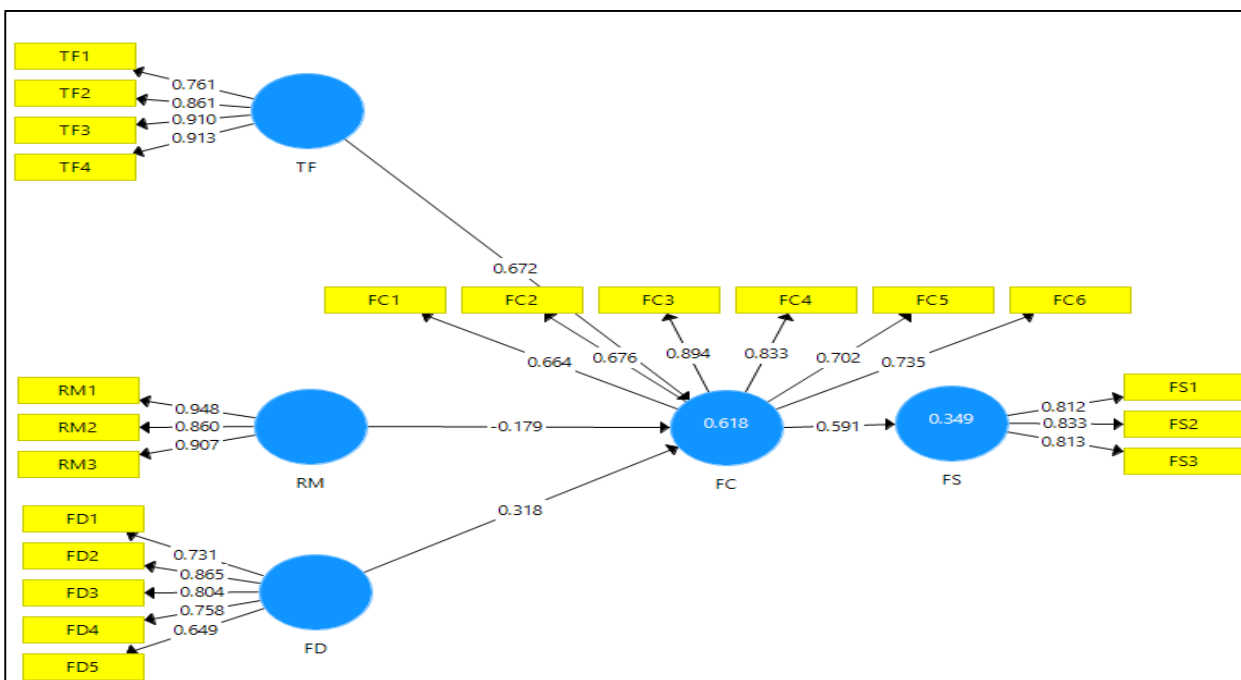 TF1
TF2
TF3
TF4
0.761
0.861
0.910
0.913
TF
0.672
FC1
FC2
FC3
FC4
FC5
FC6
0.664
0.676
0.894
0.833
0.702
0.735
RM1
RM2
RM3
0.948
0.860
0.907
RM
-0.179
0.618
FC
0.591
0.349
FS
0.812
0.833
0.813
FS1
FS2
FS3
FD1
FD2
FD3
FD4
FD5
0.731
0.865
0.804
0.758
0.649
FD
0.318